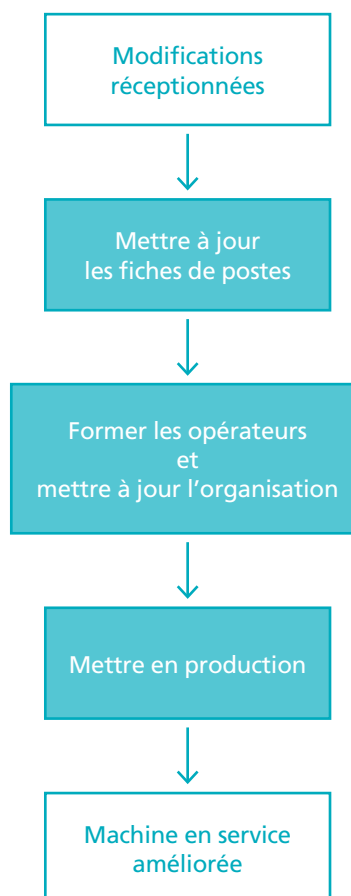 Modifications
réceptionnées
Mettre à jour
les fiches de postes
Former les opérateurs
et
mettre à jour l’organisation
Mettre en production
Machine en service
améliorée